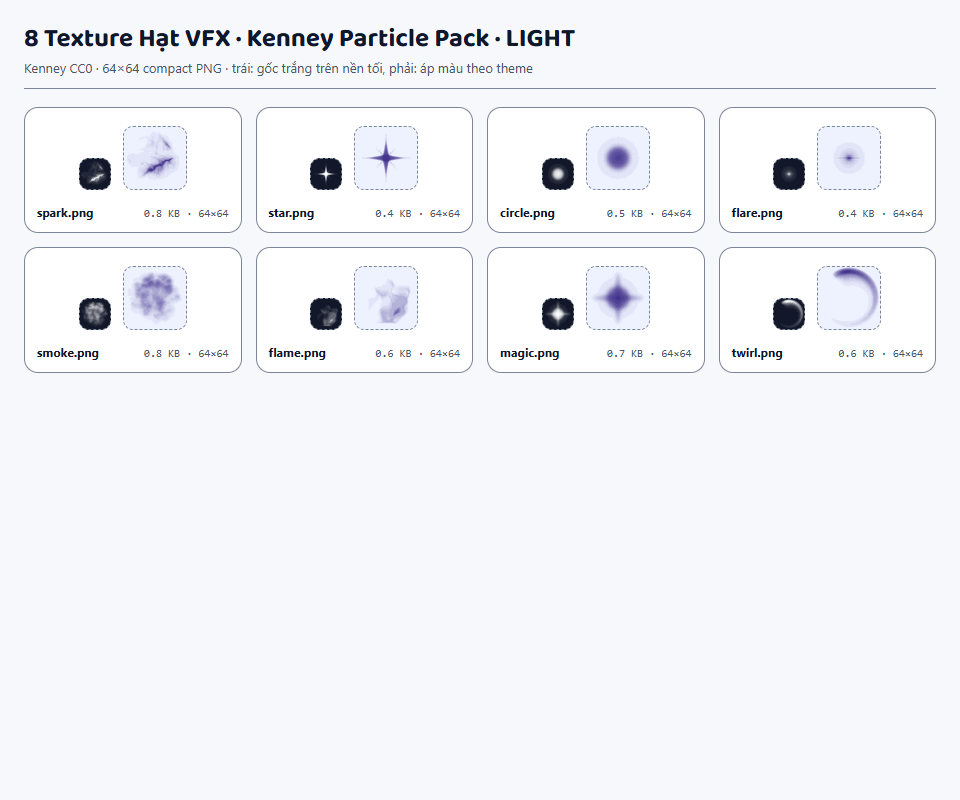 8 Texture Hạt VFX · Kenney Particle Pack · LIGHT
Kenney CC0 · 64×64 compact PNG · trái: gốc trắng trên nền tối, phải: áp màu theo theme
spark.png 0.8 KB · 64×64
star.png 0.4 KB · 64×64
circle.png 0.5 KB · 64×64
flare.png 0.4 KB · 64×64
smoke.png 0.8 KB · 64×64
flame.png 0.6 KB · 64×64
magic.png 0.7 KB · 64×64
twirl.png 0.6 KB · 64×64